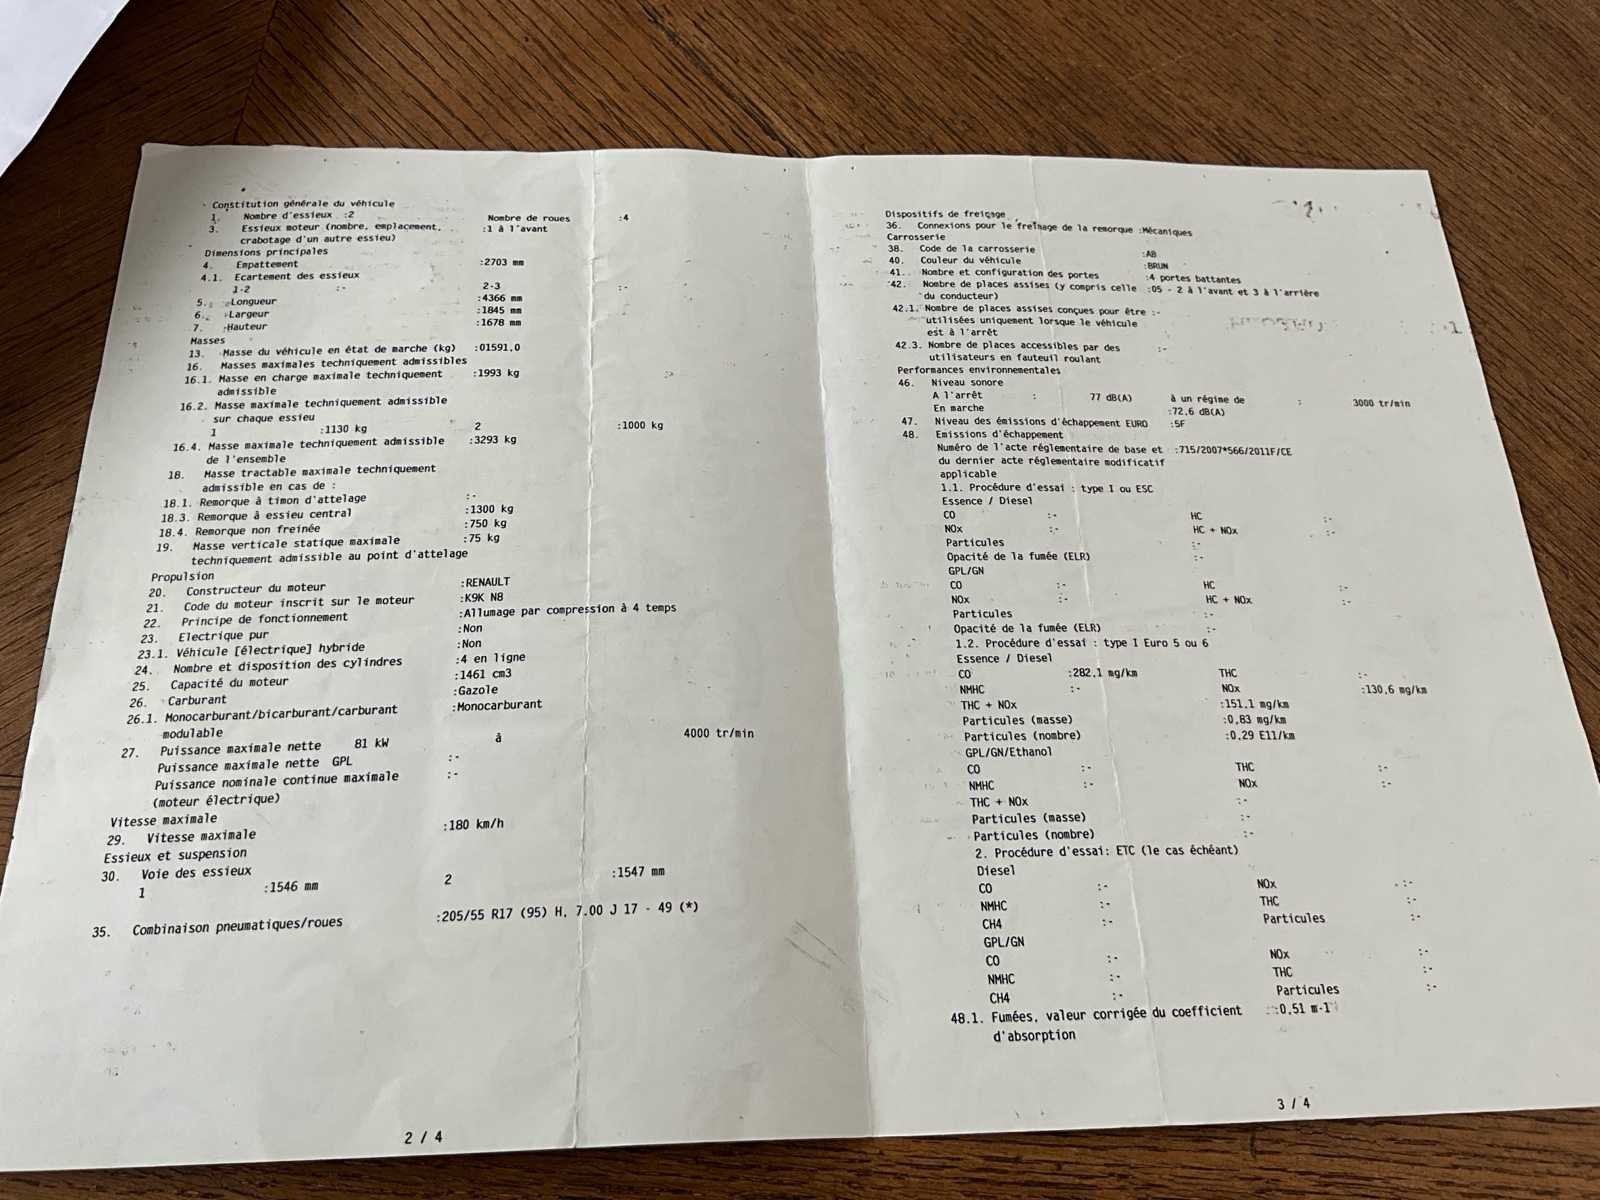 Constitution générale du véhicule
1. Nombre d'essieux :2 Nombre de roues :4
3. Essieux moteur (nombre, emplacement, :1 à l'avant
crabotage d'un autre essieu)
Dimensions principales
4. Empattement :2703 mm
4.1. Ecartement des essieux
1-2 :- 2-3 :-
5. Longueur :4366 mm
6. Largeur :1845 mm
7. Hauteur :1678 mm
Masses
13. Masse du véhicule en état de marche (kg) :01591,0
16. Masses maximales techniquement admissibles
16.1. Masse en charge maximale techniquement :1993 kg
admissible
16.2. Masse maximale techniquement admissible
sur chaque essieu
1 :1130 kg 2 :1000 kg
16.4. Masse maximale techniquement admissible :3293 kg
de l'ensemble
18. Masse tractable maximale techniquement
admissible en cas de :
18.1. Remorque à timon d'attelage :-
18.3. Remorque à essieu central :1300 kg
18.4. Remorque non freinée :750 kg
19. Masse verticale statique maximale :75 kg
techniquement admissible au point d'attelage
Propulsion
20. Constructeur du moteur :RENAULT
21. Code du moteur inscrit sur le moteur :K9K N8
22. Principe de fonctionnement :Allumage par compression à 4 temps
23. Electrique pur :Non
23.1. Véhicule [électrique] hybride :Non
24. Nombre et disposition des cylindres :4 en ligne
25. Capacité du moteur :1461 cm3
26. Carburant :Gazole
26.1. Monocarburant/bicarburant/carburant :Monocarburant
modulable
27. Puissance maximale nette 81 kW à 4000 tr/min
Puissance maximale nette GPL :-
Puissance nominale continue maximale :-
(moteur électrique)
Vitesse maximale
29. Vitesse maximale :180 km/h
Essieux et suspension
30. Voie des essieux
1 :1546 mm 2 :1547 mm
35. Combinaison pneumatiques/roues :205/55 R17 (95) H, 7.00 J 17 - 49 (*)
2 / 4
Dispositifs de freiçage
36. Connexions pour le freînage de la remorque :Mécaniques
Carrosserie
38. Code de la carrosserie :AB
40. Couleur du véhicule :BRUN
41. Nombre et configuration des portes :4 portes battantes
42. Nombre de places assises (y compris celle :05 - 2 à l'avant et 3 à l'arrière
du conducteur)
42.1. Nombre de places assises conçues pour être :-
utilisées uniquement lorsque le véhicule
est à l'arrêt
42.3. Nombre de places accessibles par des :-
utilisateurs en fauteuil roulant
Performances environnementales
46. Niveau sonore
A l'arrêt : 77 dB(A) à un régime de : 3000 tr/min
En marche :72,6 dB(A)
47. Niveau des émissions d'échappement EURO :5F
48. Emissions d'échappement
Numéro de l'acte réglementaire de base et :715/2007*566/2011F/CE
du dernier acte réglementaire modificatif
applicable
1.1. Procédure d'essai : type I ou ESC
Essence / Diesel
CO :- HC :-
NOx :- HC + NOx :-
Particules :-
Opacité de la fumée (ELR) :-
GPL/GN
CO :- HC :-
NOx :- HC + NOx :-
Particules :-
Opacité de la fumée (ELR) :-
1.2. Procédure d'essai : type I Euro 5 ou 6
Essence / Diesel
CO :282,1 mg/km THC :-
NMHC :- NOx :130,6 mg/km
THC + NOx :151,1 mg/km
Particules (masse) :0,83 mg/km
Particules (nombre) :0,29 E11/km
GPL/GN/Ethanol
CO :- THC :-
NMHC :- NOx :-
THC + NOx :-
Particules (masse) :-
Particules (nombre) :-
2. Procédure d'essai: ETC (le cas échéant)
Diesel
CO :- NOx :-
NMHC :- THC :-
CH4 :- Particules :-
GPL/GN
CO :- NOx :-
NMHC :- THC :-
CH4 :- Particules :-
48.1. Fumées, valeur corrigée du coefficient :0,51 m-1
d'absorption
3 / 4